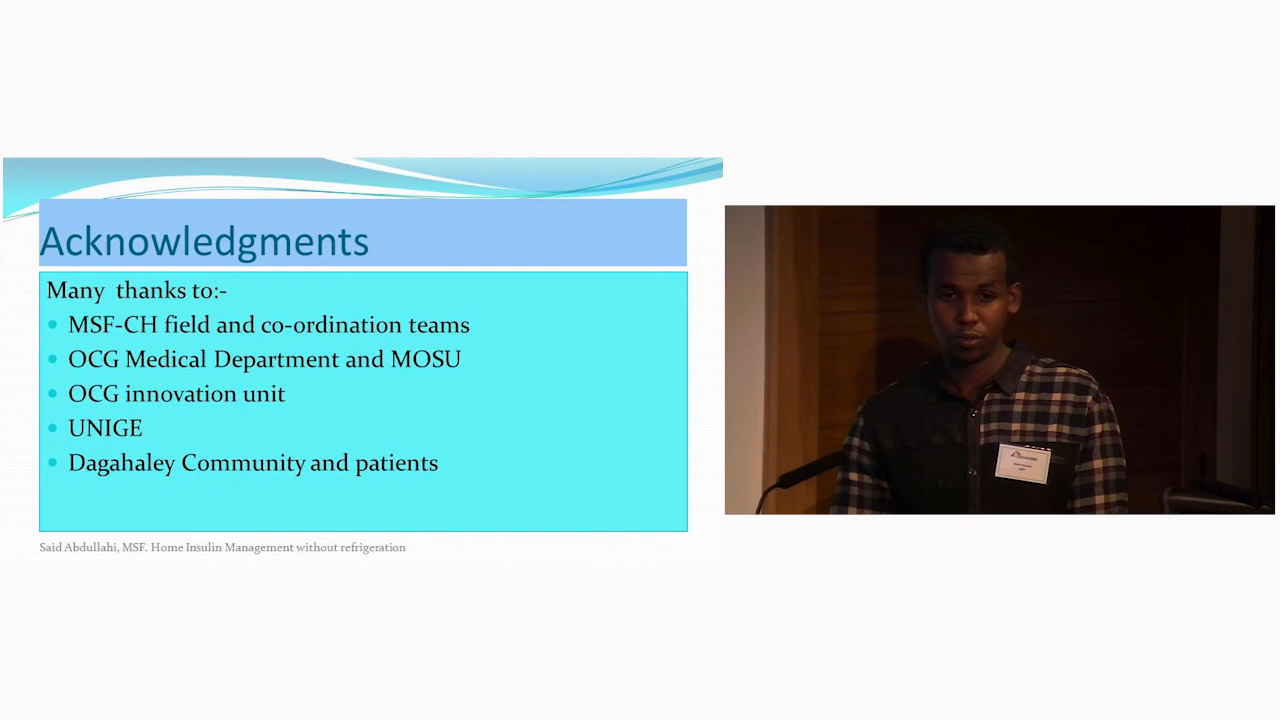 Acknowledgments
Many thanks to:-
MSF-CH field and co-ordination teams
OCG Medical Department and MOSU
OCG innovation unit
UNIGE
Dagahaley Community and patients
Said Abdullahi, MSF. Home Insulin Management without refrigeration